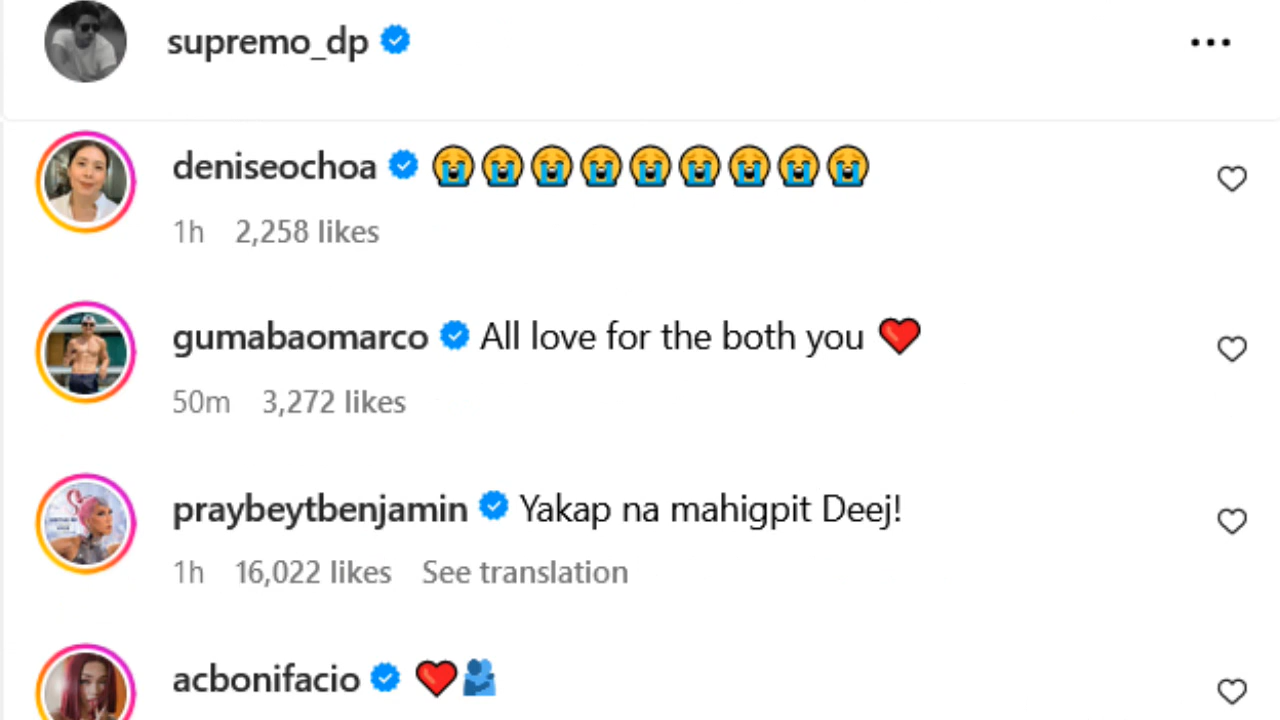 supremo_dp
deniseochoa 😭😭😭😭😭😭😭😭😭
1h 2,258 likes
gumabaomarco All love for the both you ❤️
50m 3,272 likes
praybeytbenjamin Yakap na mahigpit Deej!
1h 16,022 likes See translation
acbonifacio ❤️🫂